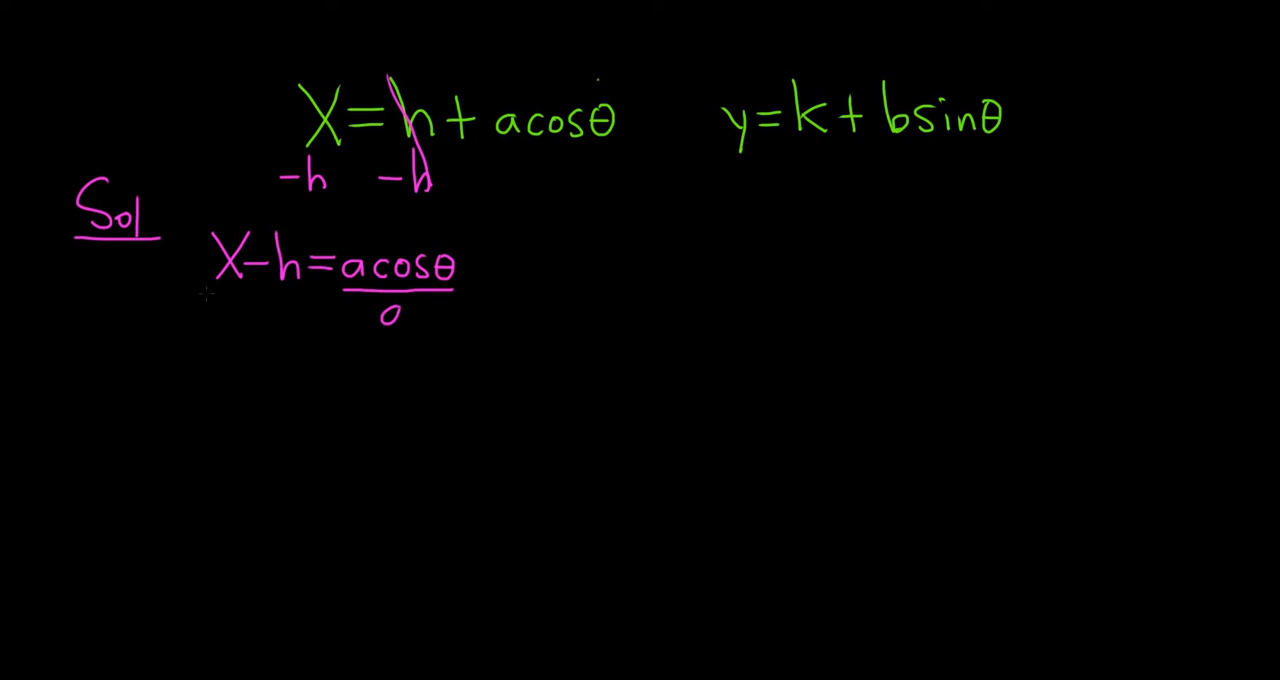 X = h + acosθ y = k + bsinθ
-h -h
Sol
X - h = acosθ
a